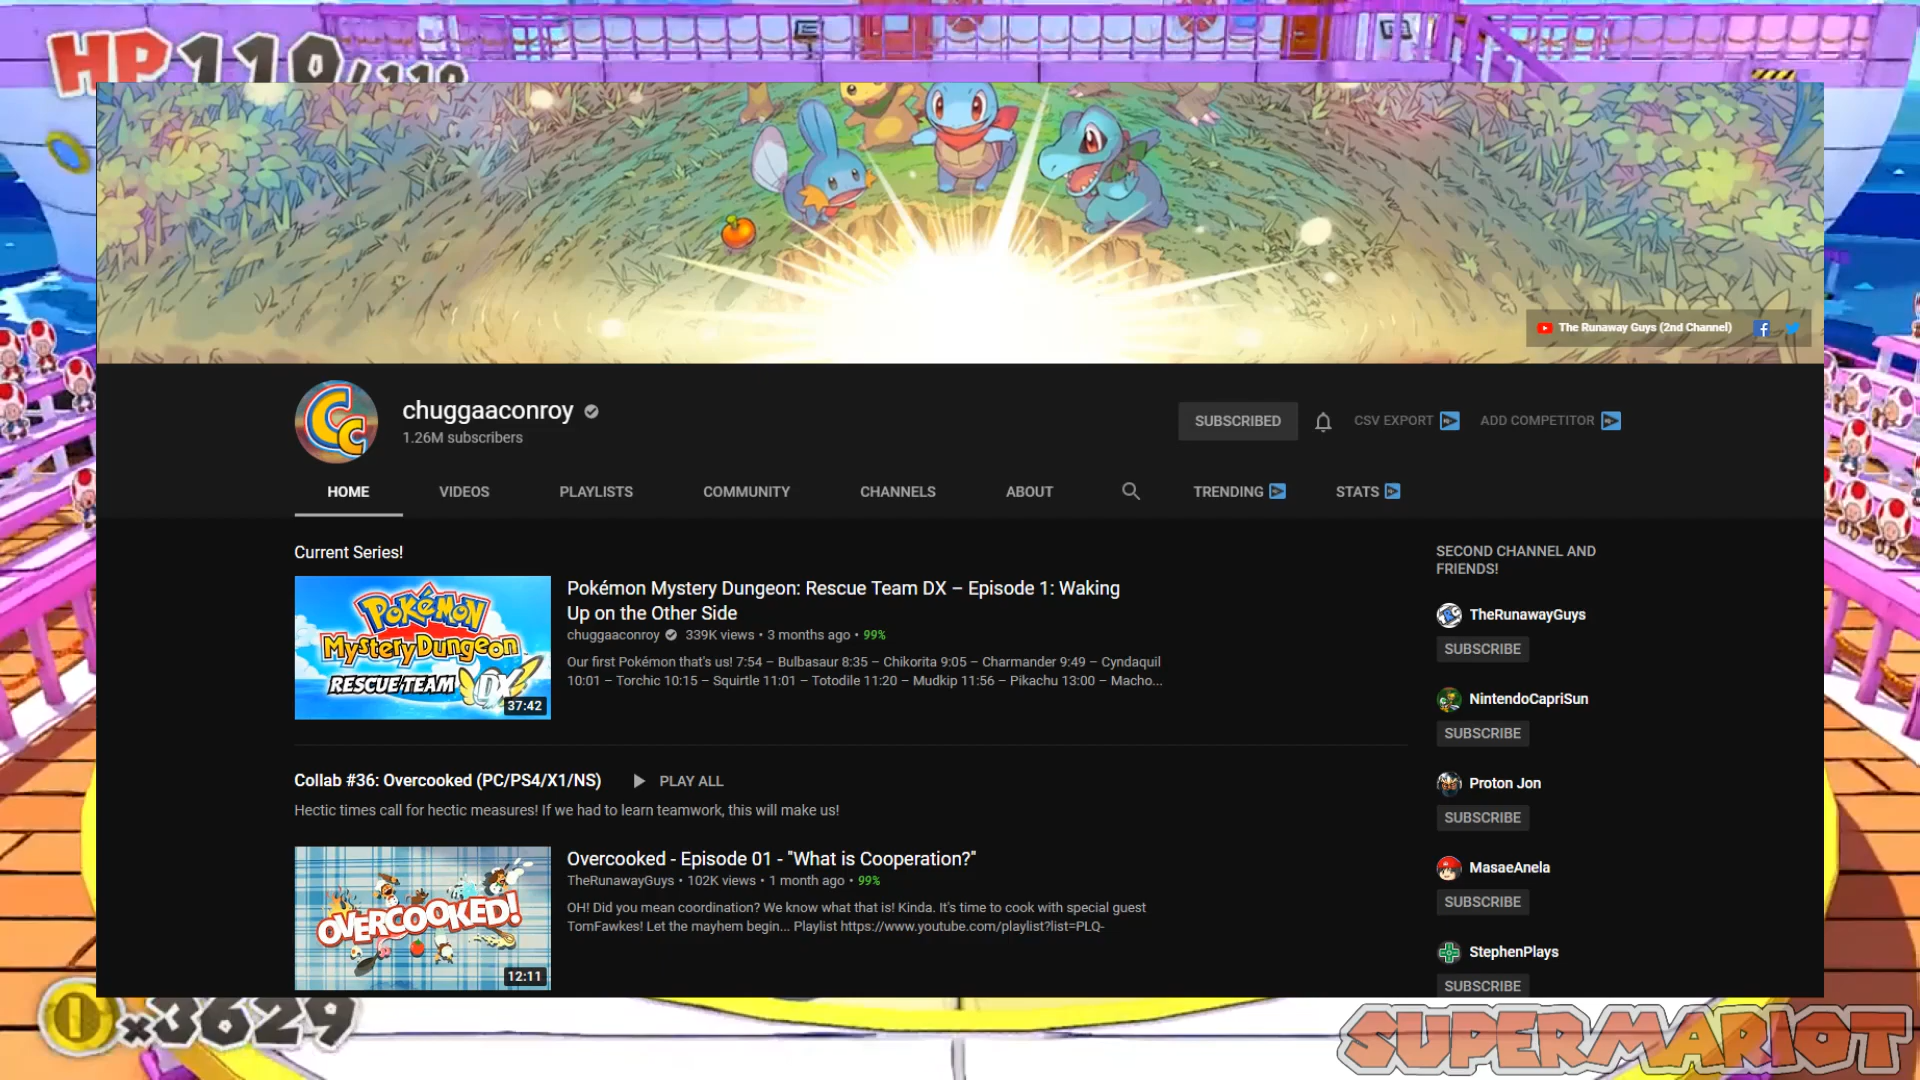 HP 110/110
The Runaway Guys (2nd Channel)
Cc
chuggaaconroy
1.26M subscribers
SUBSCRIBED
CSV EXPORT
ADD COMPETITOR
HOME
VIDEOS
PLAYLISTS
COMMUNITY
CHANNELS
ABOUT
TRENDING
STATS
Current Series!
POKéMON
Mystery Dungeon
RESCUE TEAM DX
37:42
Pokémon Mystery Dungeon: Rescue Team DX – Episode 1: Waking
Up on the Other Side
chuggaaconroy 339K views • 3 months ago • 99%
Our first Pokémon that's us! 7:54 – Bulbasaur 8:35 – Chikorita 9:05 – Charmander 9:49 – Cyndaquil
10:01 – Torchic 10:15 – Squirtle 11:01 – Totodile 11:20 – Mudkip 11:56 – Pikachu 13:00 – Macho...
Collab #36: Overcooked (PC/PS4/X1/NS)
PLAY ALL
Hectic times call for hectic measures! If we had to learn teamwork, this will make us!
OVERCOOKED!
12:11
Overcooked - Episode 01 - "What is Cooperation?"
TheRunawayGuys • 102K views • 1 month ago • 99%
OH! Did you mean coordination? We know what that is! Kinda. It's time to cook with special guest
TomFawkes! Let the mayhem begin... Playlist https://www.youtube.com/playlist?list=PLQ-
SECOND CHANNEL AND
FRIENDS!
TheRunawayGuys
SUBSCRIBE
NintendoCapriSun
SUBSCRIBE
Proton Jon
SUBSCRIBE
MasaeAnela
SUBSCRIBE
StephenPlays
SUBSCRIBE
×3629
SUPERMARIOT